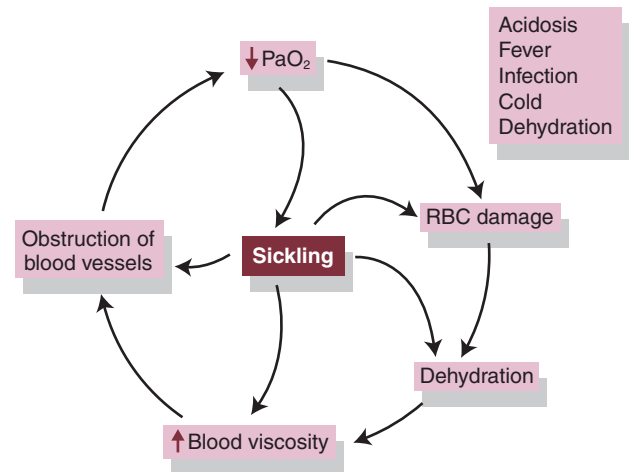 ↓ PaO₂
Acidosis
Fever
Infection
Cold
Dehydration
RBC damage
Obstruction of
blood vessels
Sickling
Dehydration
↑ Blood viscosity